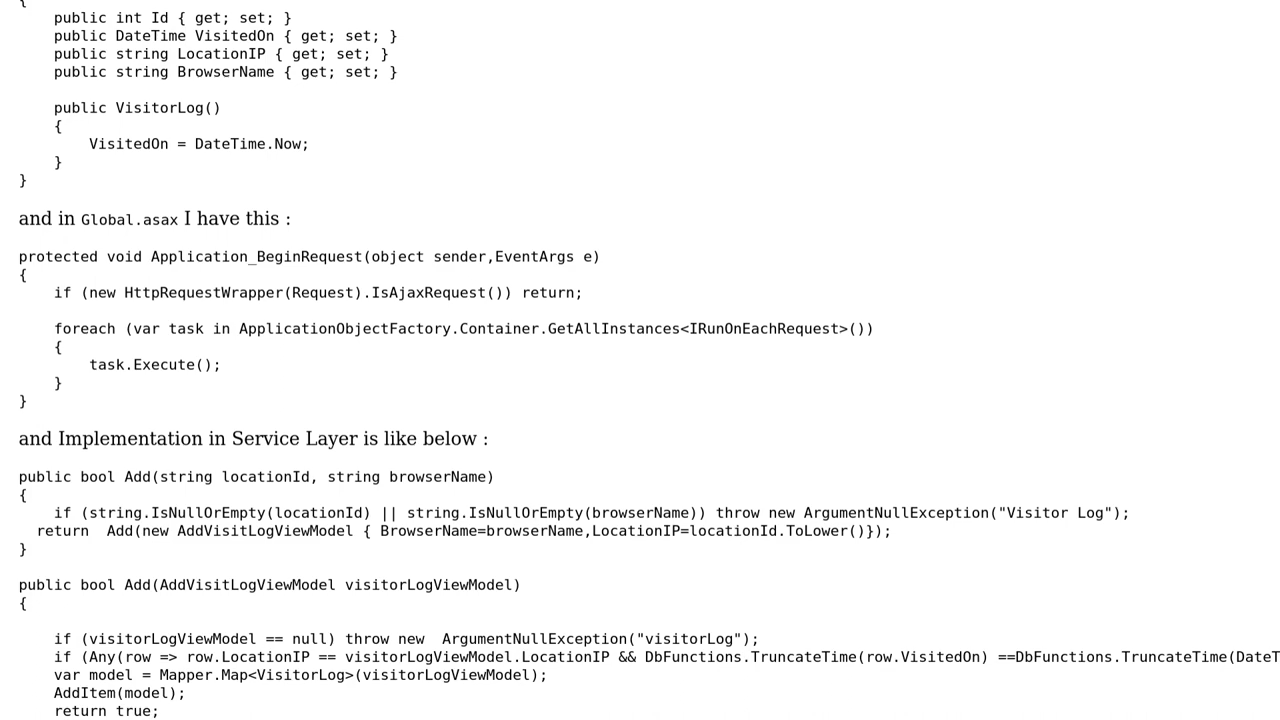 {
    public int Id { get; set; }
    public DateTime VisitedOn { get; set; }
    public string LocationIP { get; set; }
    public string BrowserName { get; set; }

    public VisitorLog()
    {
        VisitedOn = DateTime.Now;
    }
}
and in Global.asax I have this :
protected void Application_BeginRequest(object sender,EventArgs e)
{
    if (new HttpRequestWrapper(Request).IsAjaxRequest()) return;

    foreach (var task in ApplicationObjectFactory.Container.GetAllInstances<IRunOnEachRequest>())
    {
        task.Execute();
    }
}
and Implementation in Service Layer is like below :
public bool Add(string locationId, string browserName)
{
    if (string.IsNullOrEmpty(locationId) || string.IsNullOrEmpty(browserName)) throw new ArgumentNullException("Visitor Log");
  return  Add(new AddVisitLogViewModel { BrowserName=browserName,LocationIP=locationId.ToLower()});
}

public bool Add(AddVisitLogViewModel visitorLogViewModel)
{

    if (visitorLogViewModel == null) throw new  ArgumentNullException("visitorLog");
    if (Any(row => row.LocationIP == visitorLogViewModel.LocationIP && DbFunctions.TruncateTime(row.VisitedOn) ==DbFunctions.TruncateTime(DateT
    var model = Mapper.Map<VisitorLog>(visitorLogViewModel);
    AddItem(model);
    return true;